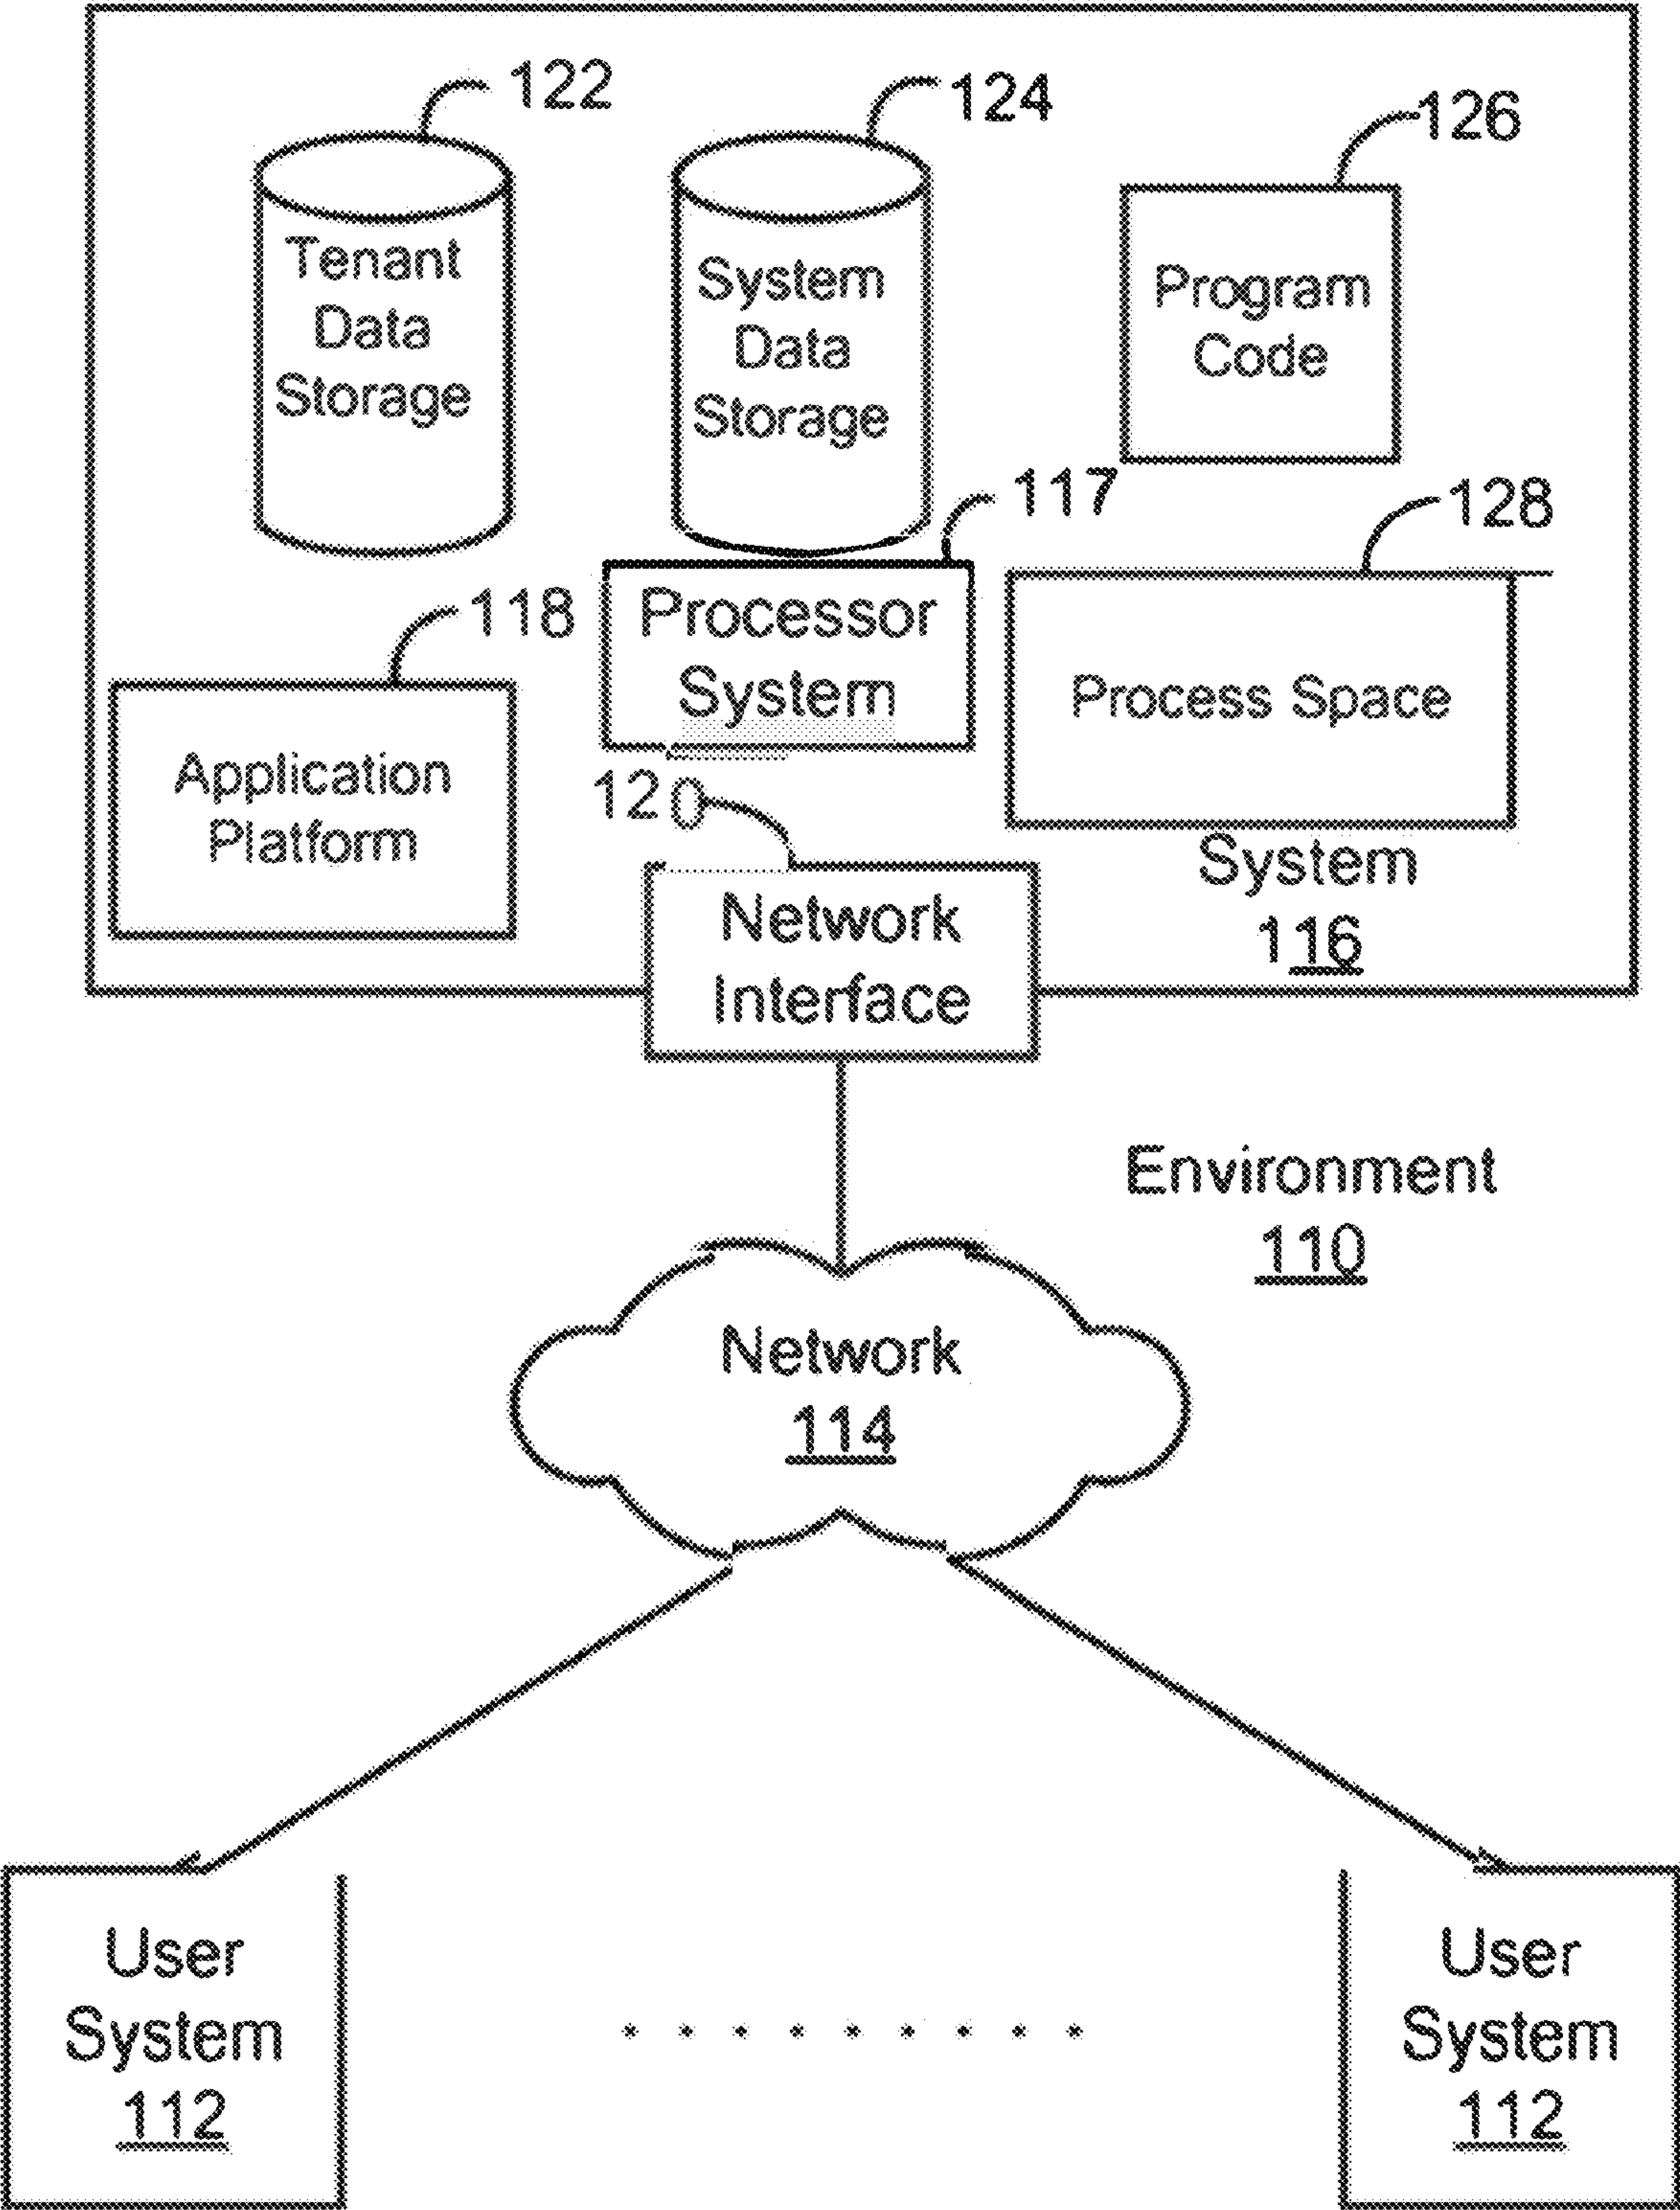 122
124
126
Tenant
Data
Storage
System
Data
Storage
Program
Code
117
128
118
Processor
System
Process Space
Application
Platform
120
System
116
Network
Interface
Environment
110
Network
114
User
System
112
. . . . . . . . .
User
System
112